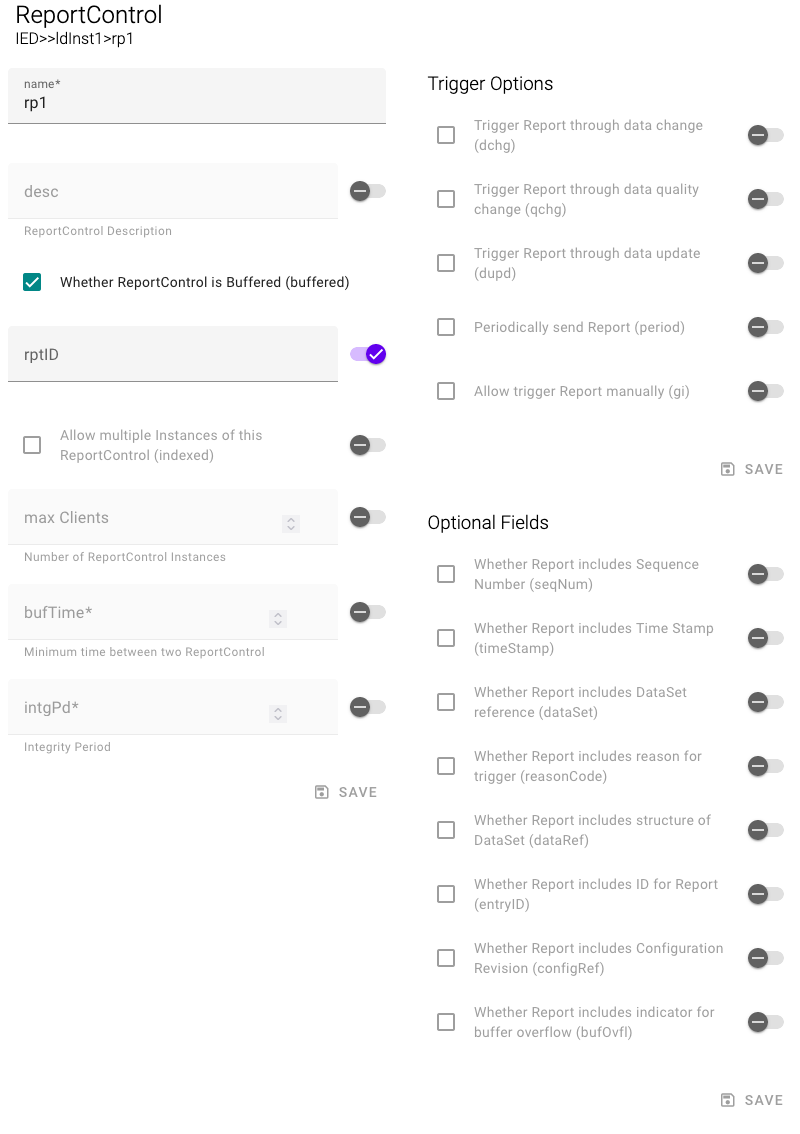 ReportControl
IED>>ldInst1>rp1
name*
rp1
desc
ReportControl Description
Whether ReportControl is Buffered (buffered)
rptID
Allow multiple Instances of this
ReportControl (indexed)
max Clients
Number of ReportControl Instances
bufTime*
Minimum time between two ReportControl
intgPd*
Integrity Period
SAVE
Trigger Options
Trigger Report through data change
(dchg)
Trigger Report through data quality
change (qchg)
Trigger Report through data update
(dupd)
Periodically send Report (period)
Allow trigger Report manually (gi)
SAVE
Optional Fields
Whether Report includes Sequence
Number (seqNum)
Whether Report includes Time Stamp
(timeStamp)
Whether Report includes DataSet
reference (dataSet)
Whether Report includes reason for
trigger (reasonCode)
Whether Report includes structure of
DataSet (dataRef)
Whether Report includes ID for Report
(entryID)
Whether Report includes Configuration
Revision (configRef)
Whether Report includes indicator for
buffer overflow (bufOvfl)
SAVE